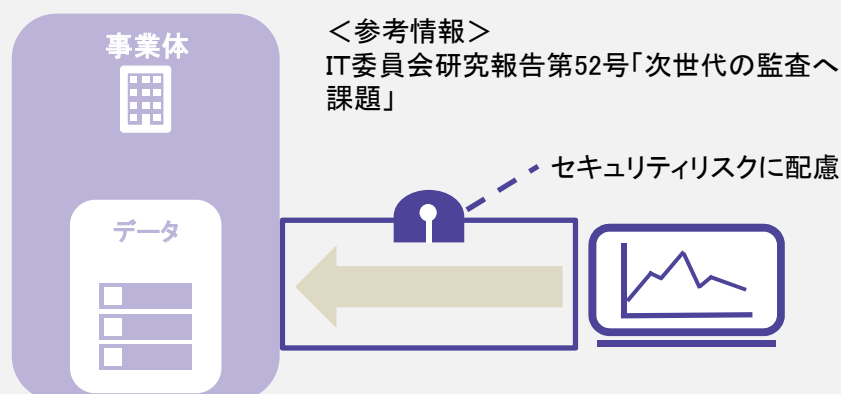 事業体
<参考情報>
IT委員会研究報告第52号「次世代の監査へ
課題」
セキュリティリスクに配慮
データ